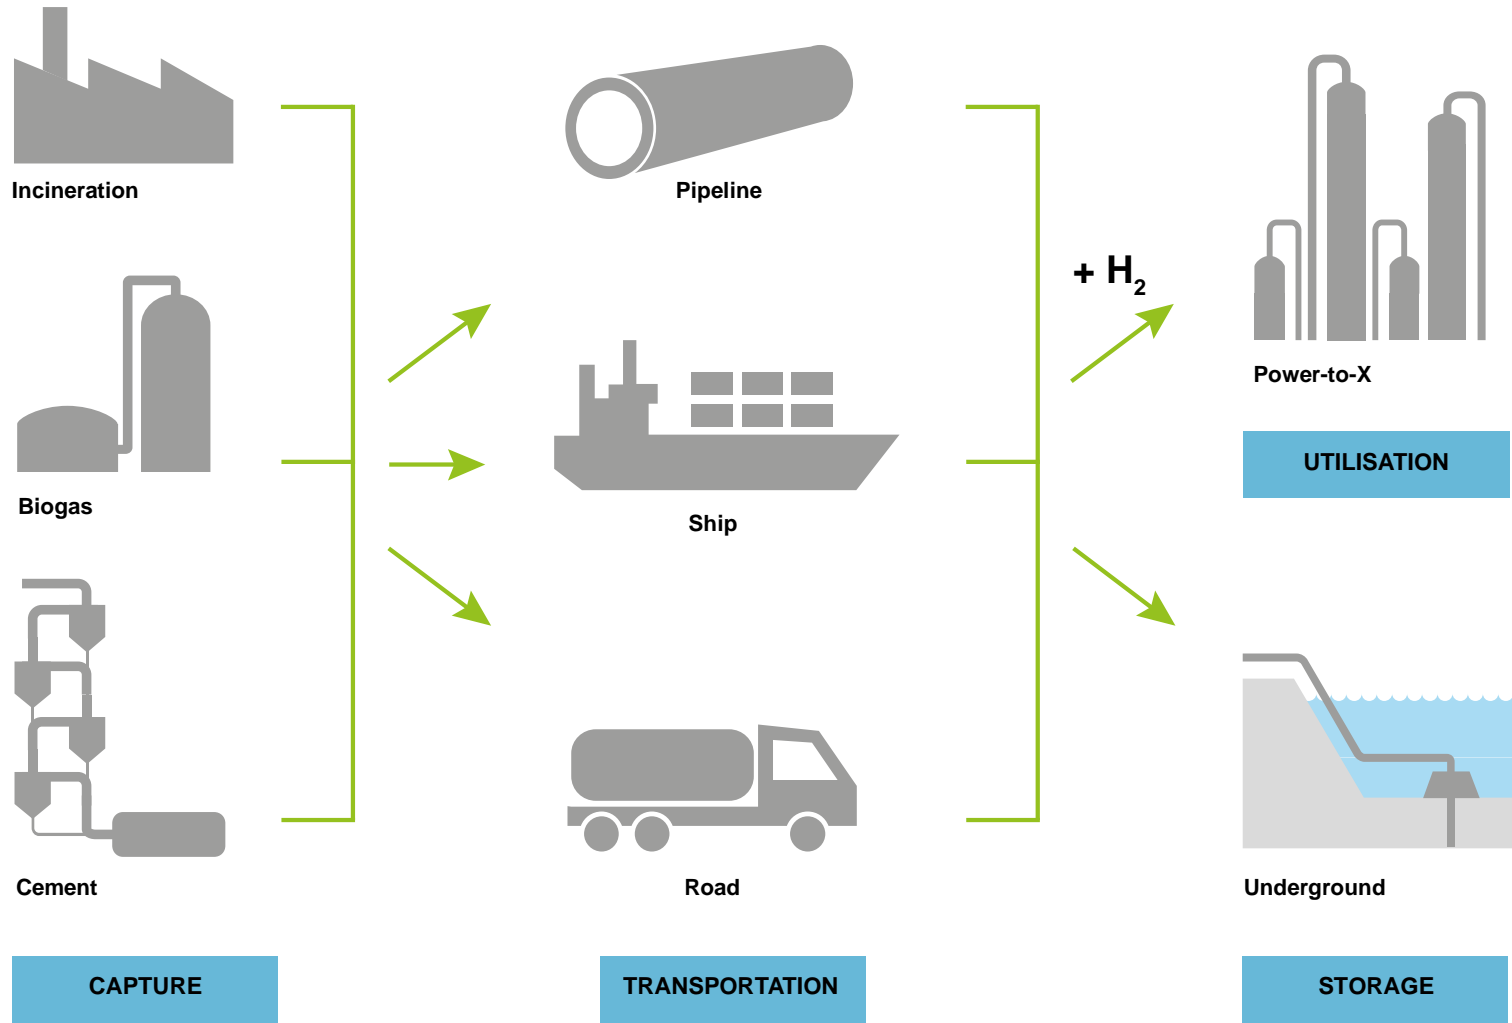 Incineration
Biogas
Cement
CAPTURE
Pipeline
Ship
Road
TRANSPORTATION
+ H₂
Power-to-X
UTILISATION
Underground
STORAGE